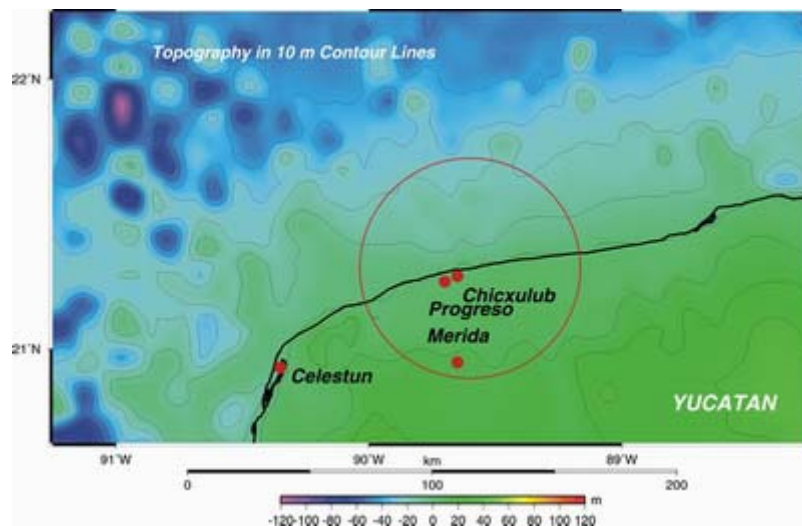 Topography in 10 m Contour Lines
22°N
Chicxulub
Progreso
Merida
21°N
Celestun
YUCATAN
91°W 90°W km 89°W
0 100 200
m
-120-100 -80 -60 -40 -20 0 20 40 60 80 100 120